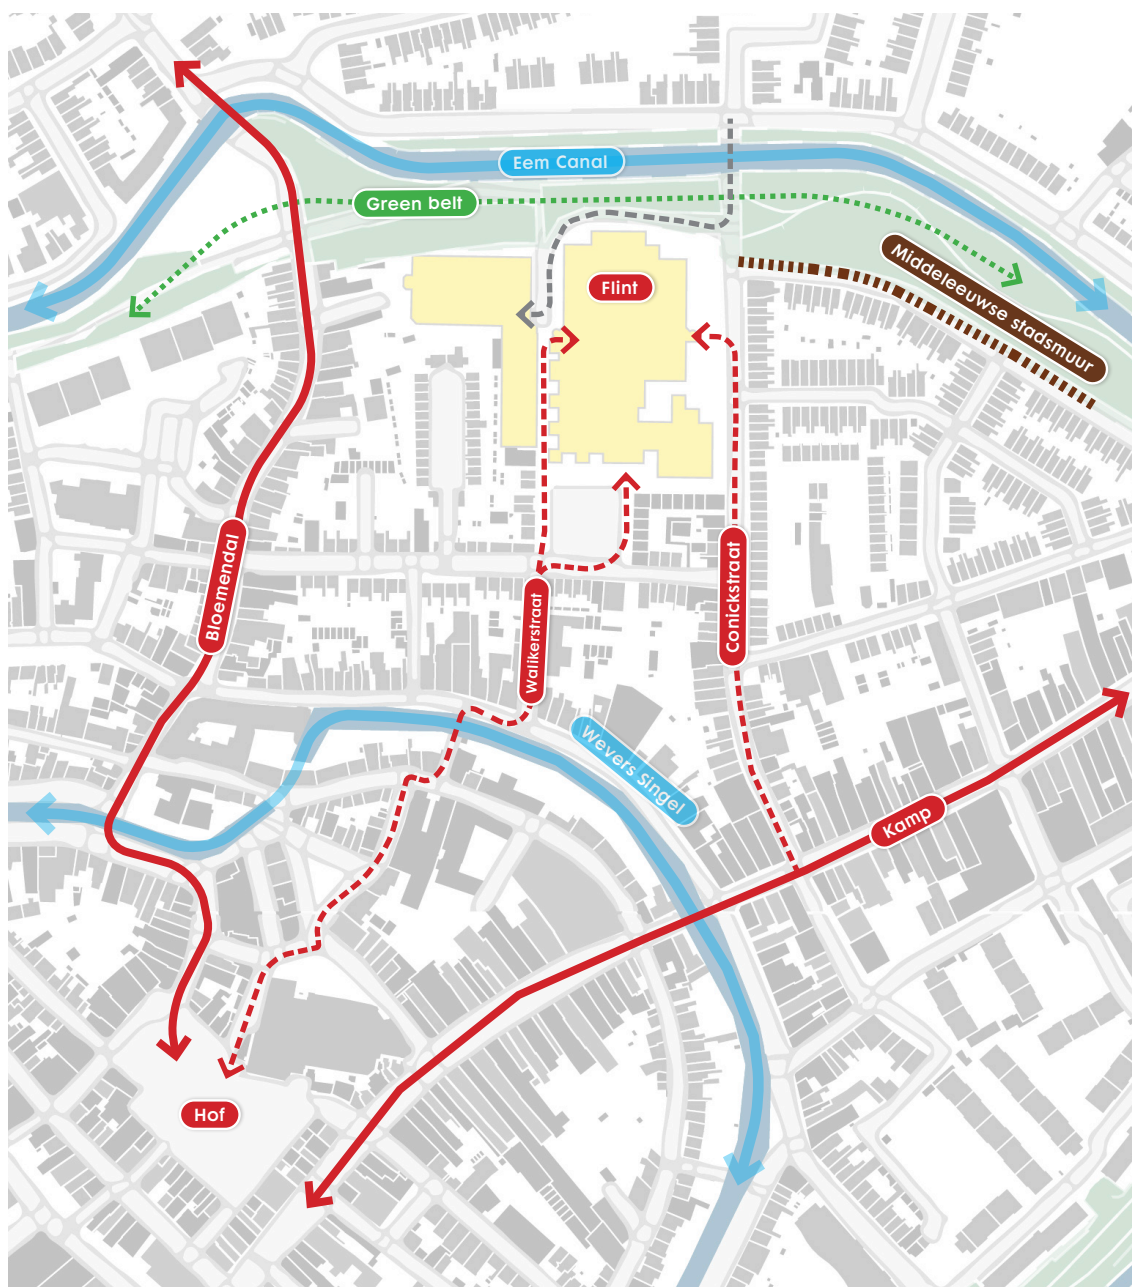 Eem Canal
Green belt
Middeleeuwse stadsmuur
Flint
Bloemendal
Conickstraat
Walikerstraat
Wevers Singel
Kamp
Hof